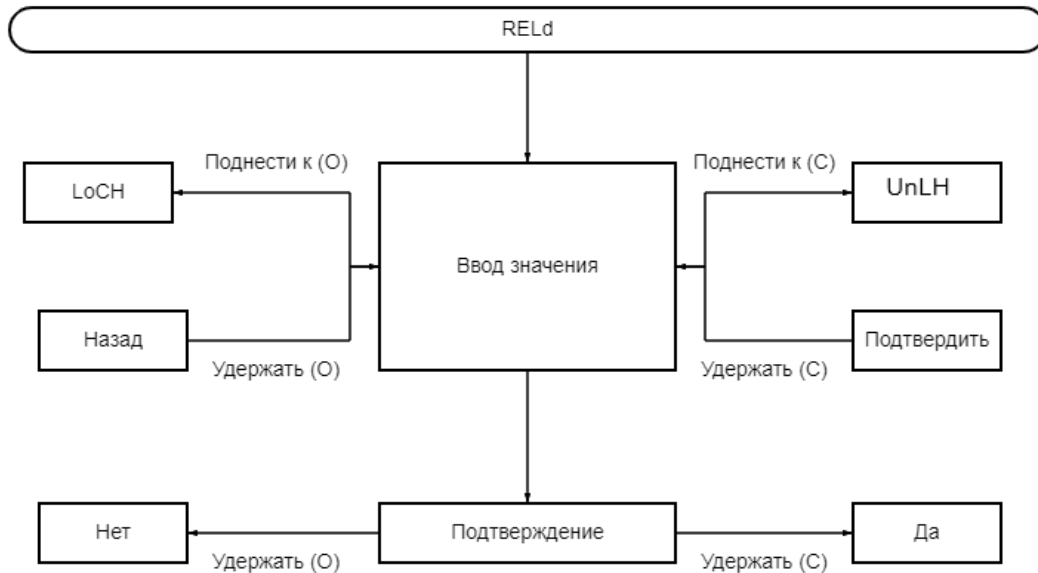 RELd
Поднести к (О)
Поднести к (С)
LoCH
UnLH
Ввод значения
Назад
Подтвердить
Удержать (О)
Удержать (С)
Нет
Подтверждение
Да
Удержать (О)
Удержать (С)